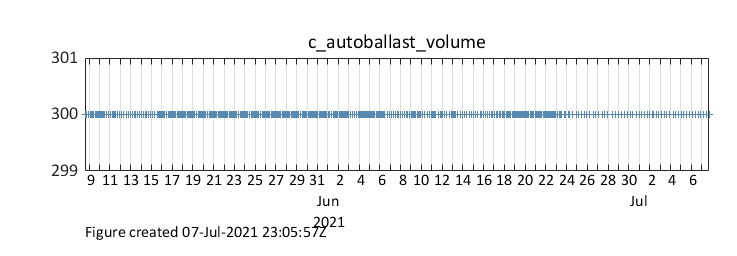 c_autoballast_volume
301
300
299
9 11 13 15 17 19 21 23 25 27 29 31 2 4 6 8 10 12 14 16 18 20 22 24 26 28 30 2 4 6
Jun Jul
2021
Figure created 07-Jul-2021 23:05:57Z